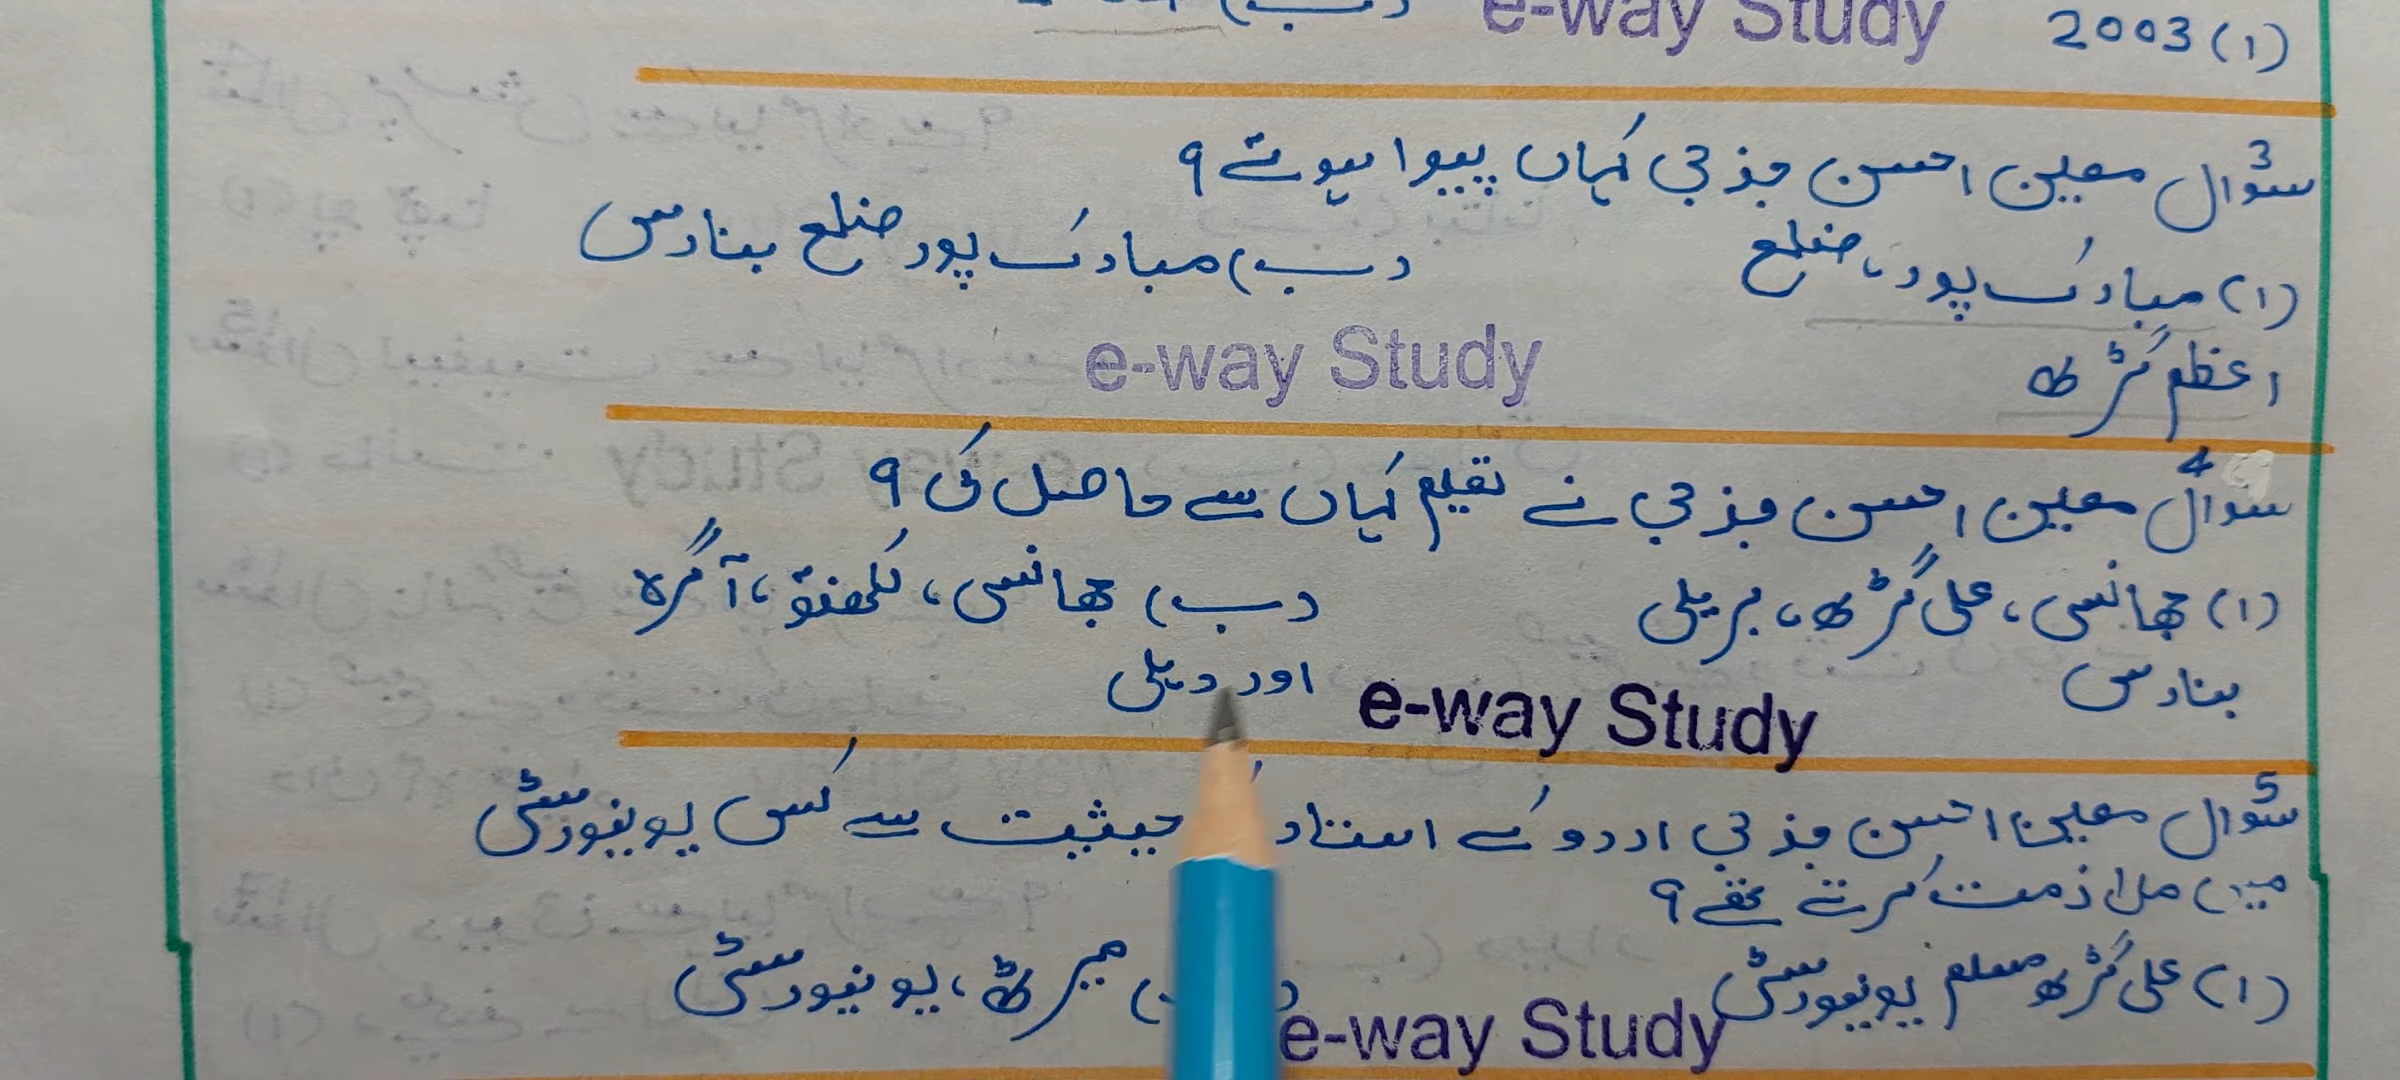 (ا) 2003 e-way Study (ب)
سوال 3 معین احسن جذبی کہاں پیدا ہوئے؟
(ا) مبارک پور، ضلع (ب) مبارک پور ضلع بنارس
اعظم گڑھ e-way Study
سوال 4 معین احسن جذبی نے تعلیم کہاں سے حاصل کی؟
(ا) جھانسی، علی گڑھ، بریلی (ب) جھانسی، لکھنؤ، آگرہ
بنارس e-way Study اور دہلی
سوال 5 معین احسن جذبی اردو کے استاد حیثیت سے کس یونیورسٹی
میں ملازمت کرتے تھے؟
(ا) علی گڑھ مسلم یونیورسٹی میرٹھ، یونیورسٹی
e-way Study